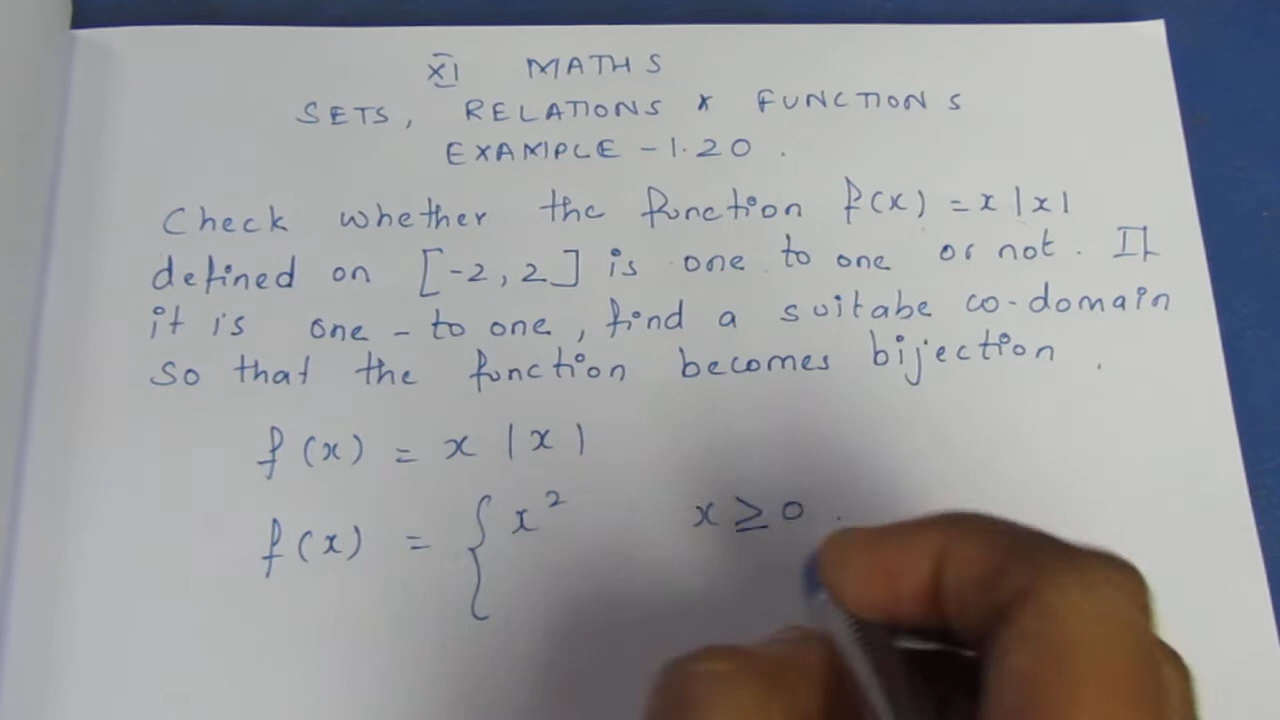 XI MATHS
SETS, RELATIONS & FUNCTIONS
EXAMPLE - 1.20.
Check whether the function f(x) = x|x|
defined on [-2, 2] is one to one or not. If
it is one-to one, find a suitabe co-domain
so that the function becomes bijection.
f(x) = x |x|
f(x) = { x² x ≥ 0.